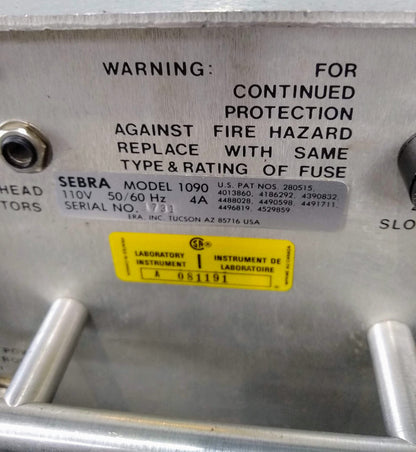 WARNING: FOR
CONTINUED
PROTECTION
AGAINST FIRE HAZARD
REPLACE WITH SAME
TYPE & RATING OF FUSE
HEAD
TORS
SLO
SEBRA MODEL 1090
110V 50/60 Hz 4A
SERIAL NO. 1731
U.S. PAT NOS. 280515,
4013860, 4186292, 4390832,
4488028, 4490598, 4491711,
4496819, 4529859
ERA, INC. TUCSON AZ 85716 USA
LABORATORY INSTRUMENT DE
INSTRUMENT LABORATOIRE
A 081191